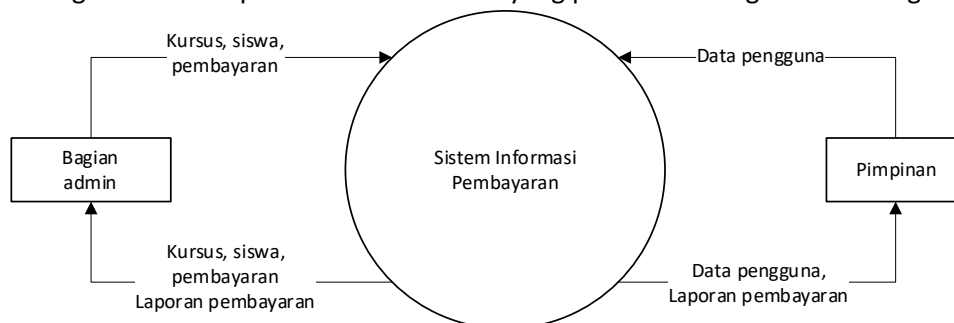 Kursus, siswa,
pembayaran
Data pengguna
Bagian
admin
Sistem Informasi
Pembayaran
Pimpinan
Kursus, siswa,
pembayaran
Laporan pembayaran
Data pengguna,
Laporan pembayaran